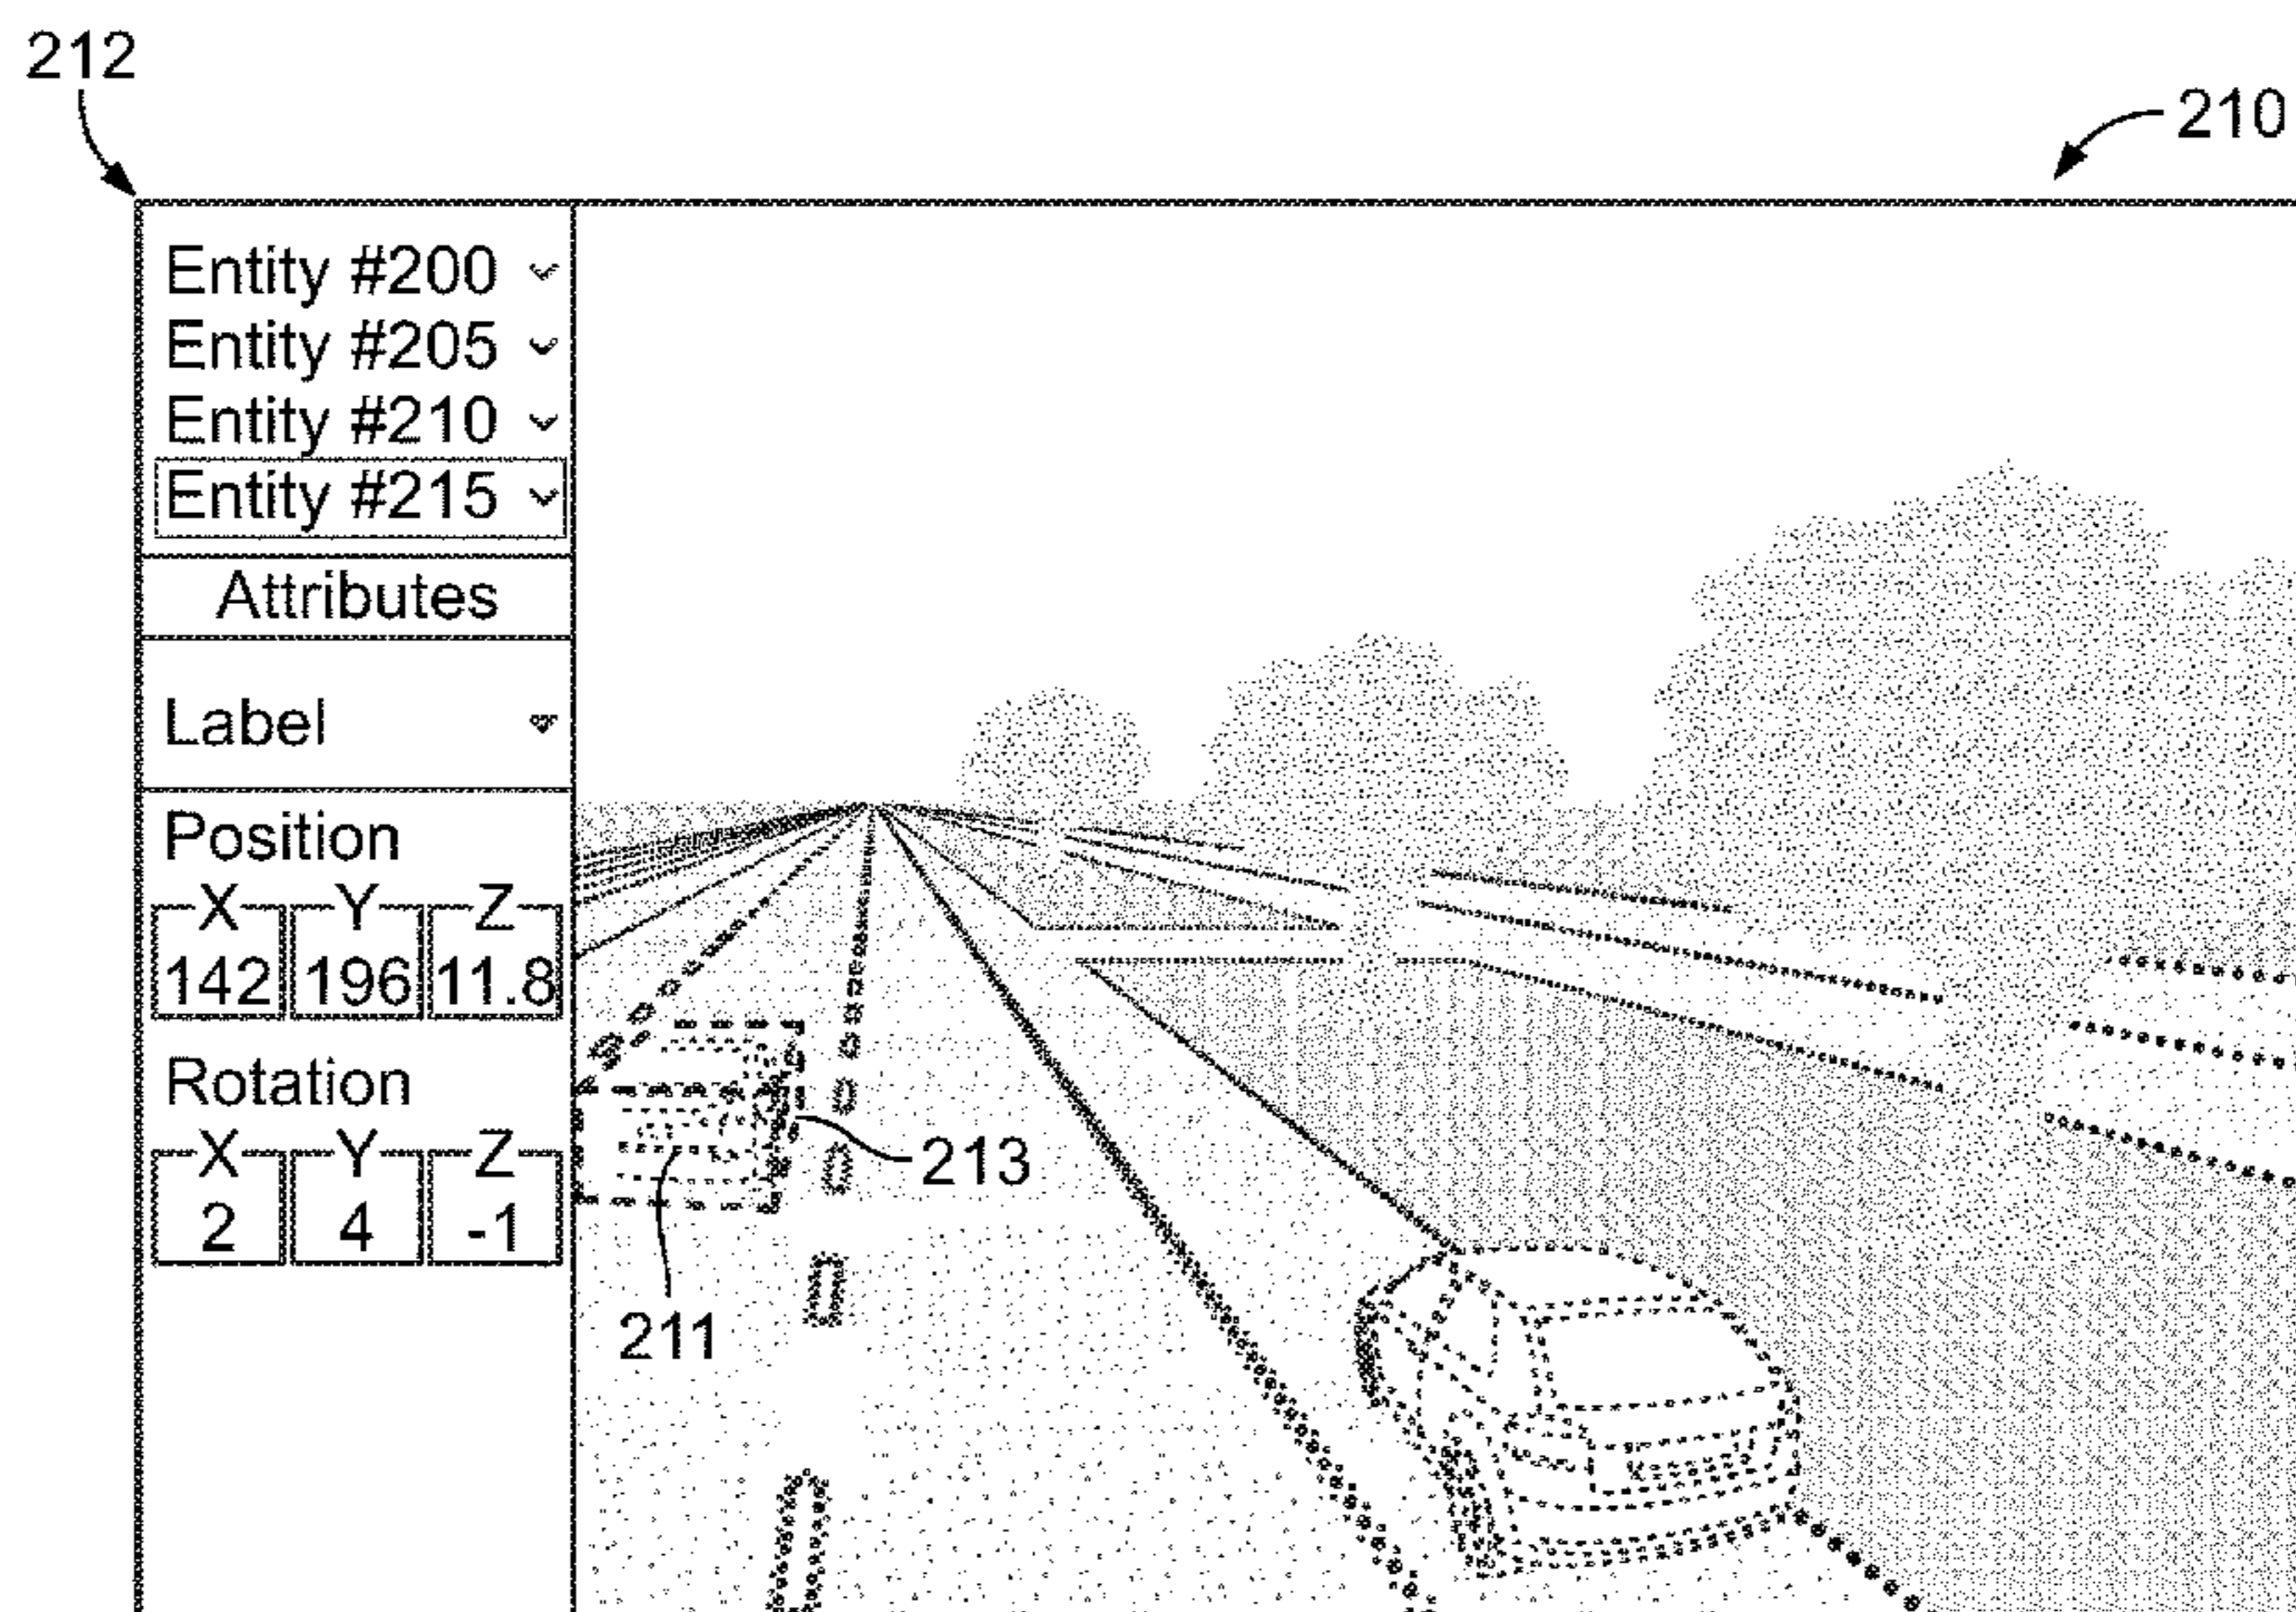 212
210
Entity #200
Entity #205
Entity #210
Entity #215
Attributes
Label
Position
X Y Z
142 196 11.8
Rotation
X Y Z
2 4 -1
213
211